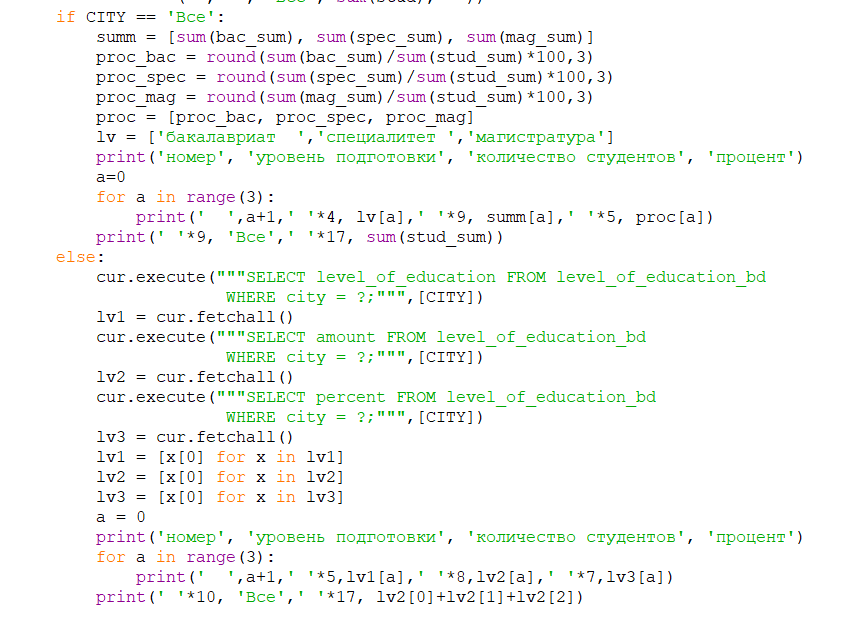 if CITY == 'Все':
    summ = [sum(bac_sum), sum(spec_sum), sum(mag_sum)]
    proc_bac = round(sum(bac_sum)/sum(stud_sum)*100,3)
    proc_spec = round(sum(spec_sum)/sum(stud_sum)*100,3)
    proc_mag = round(sum(mag_sum)/sum(stud_sum)*100,3)
    proc = [proc_bac, proc_spec, proc_mag]
    lv = ['бакалавриат  ','специалитет ','магистратура']
    print('номер', 'уровень подготовки', 'количество студентов', 'процент')
    a=0
    for a in range(3):
        print('  ',a+1,' '*4, lv[a],' '*9, summ[a],' '*5, proc[a])
    print(' '*9, 'Все',' '*17, sum(stud_sum))
else:
    cur.execute("""SELECT level_of_education FROM level_of_education_bd
                 WHERE city = ?;""",[CITY])
    lv1 = cur.fetchall()
    cur.execute("""SELECT amount FROM level_of_education_bd
                 WHERE city = ?;""",[CITY])
    lv2 = cur.fetchall()
    cur.execute("""SELECT percent FROM level_of_education_bd
                 WHERE city = ?;""",[CITY])
    lv3 = cur.fetchall()
    lv1 = [x[0] for x in lv1]
    lv2 = [x[0] for x in lv2]
    lv3 = [x[0] for x in lv3]
    a = 0
    print('номер', 'уровень подготовки', 'количество студентов', 'процент')
    for a in range(3):
        print('  ',a+1,' '*5,lv1[a],' '*8,lv2[a],' '*7,lv3[a])
    print(' '*10, 'Все',' '*17, lv2[0]+lv2[1]+lv2[2])